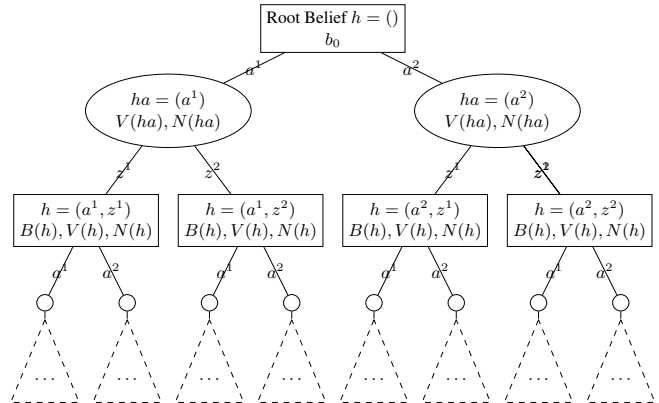 Root Belief h = ()
b₀
a¹ a²
ha = (a¹) ha = (a²)
V(ha), N(ha) V(ha), N(ha)
z¹ z² z¹
h = (a¹, z¹) h = (a¹, z²) h = (a², z¹) h = (a², z²)
B(h), V(h), N(h) B(h), V(h), N(h) B(h), V(h), N(h) B(h), V(h), N(h)
a¹ a² a¹ a² a¹ a² a¹ a²
... ... ... ... ... ... ... ...